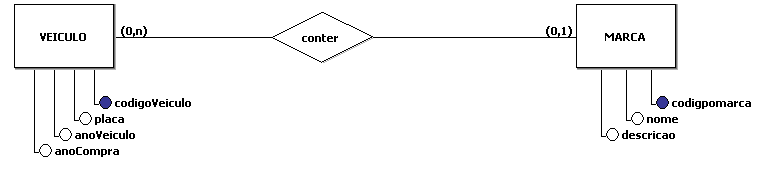 VEICULO
(0,n)
conter
(0,1)
MARCA
codigoVeiculo
placa
anoVeiculo
anoCompra
codigpomarca
nome
descricao